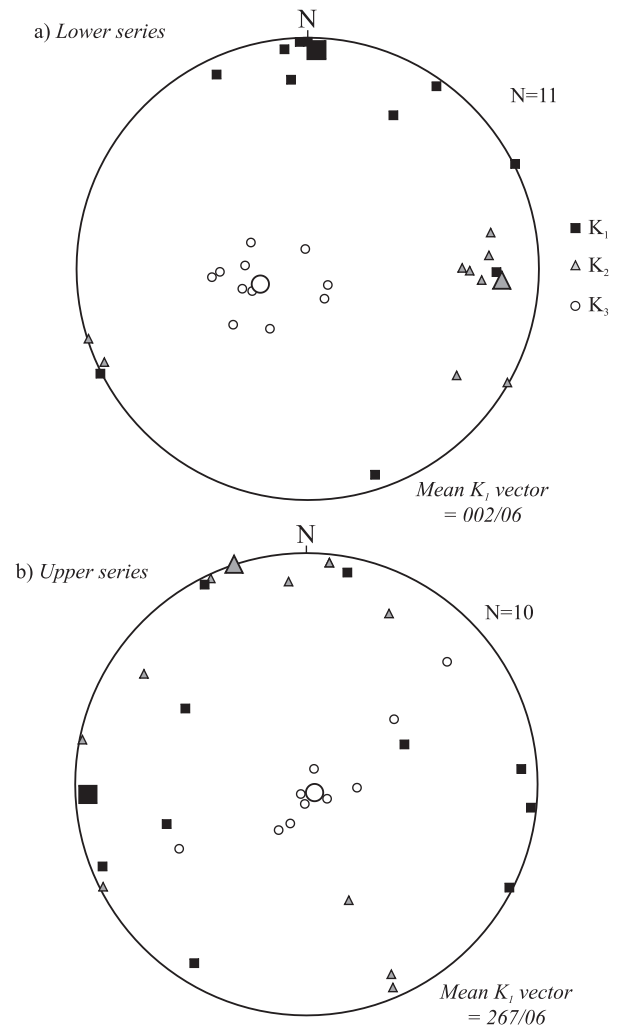 N
a) Lower series
N=11
K₁
K₂
K₃
Mean K₁ vector
= 002/06
N
b) Upper series
N=10
Mean K₁ vector
= 267/06